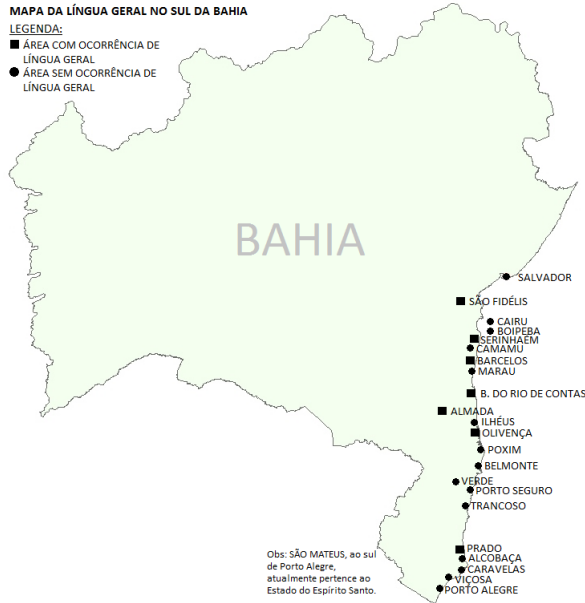 MAPA DA LÍNGUA GERAL NO SUL DA BAHIA
LEGENDA:
ÁREA COM OCORRÊNCIA DE
LÍNGUA GERAL
ÁREA SEM OCORRÊNCIA DE
LÍNGUA GERAL
BAHIA
SALVADOR
SÃO FIDÉLIS
CAIRU
BOIPEBA
SERINHAÉM
CAMAMU
BARCELOS
MARAU
B. DO RIO DE CONTAS
ALMADA
ILHÉUS
OLIVENÇA
POXIM
BELMONTE
VERDE
PORTO SEGURO
TRANCOSO
PRADO
ALCOBAÇA
CARAVELAS
VIÇOSA
PORTO ALEGRE
Obs: SÃO MATEUS, ao sul
de Porto Alegre,
atualmente pertence ao
Estado do Espírito Santo.